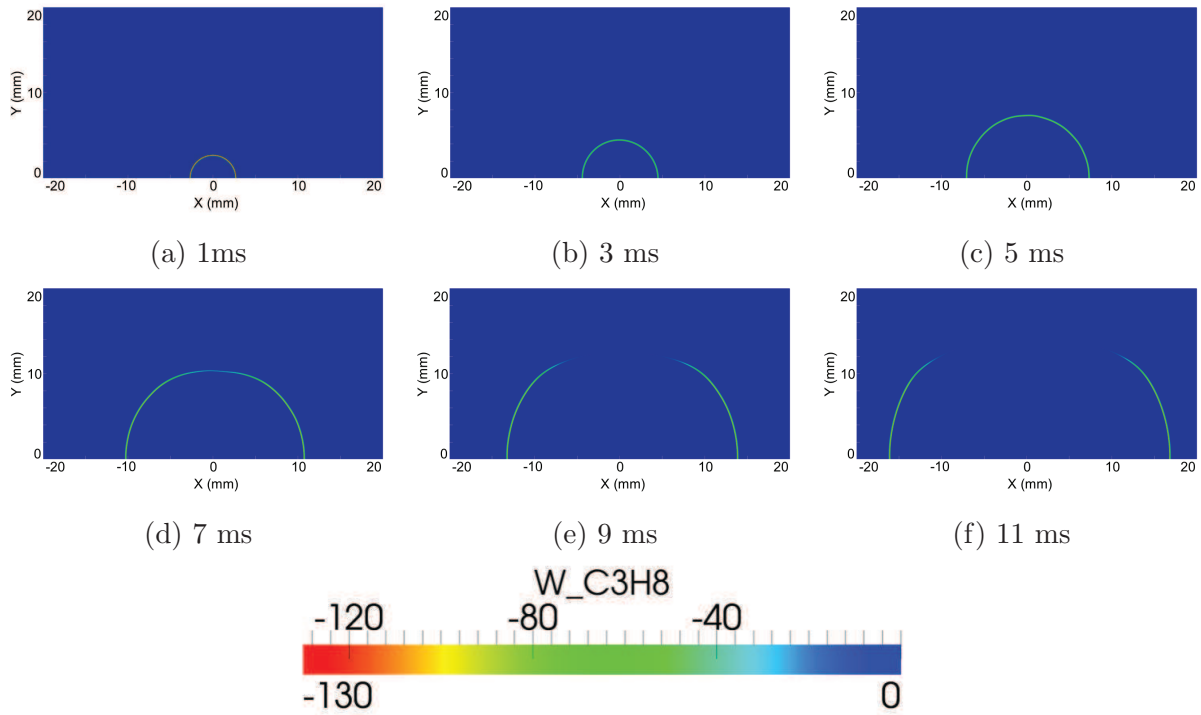 20 20 20
Y (mm) Y (mm) Y (mm)
10 10 10
0 0 0
-20 -10 0 10 20 -20 -10 0 10 20 -20 -10 0 10 20
X (mm) X (mm) X (mm)
(a) 1ms (b) 3 ms (c) 5 ms
20 20 20
Y (mm) Y (mm) Y (mm)
10 10 10
0 0 0
-20 -10 0 10 20 -20 -10 0 10 20 -20 -10 0 10 20
X (mm) X (mm) X (mm)
(d) 7 ms (e) 9 ms (f) 11 ms
W_C3H8
-120 -80 -40
-130 0